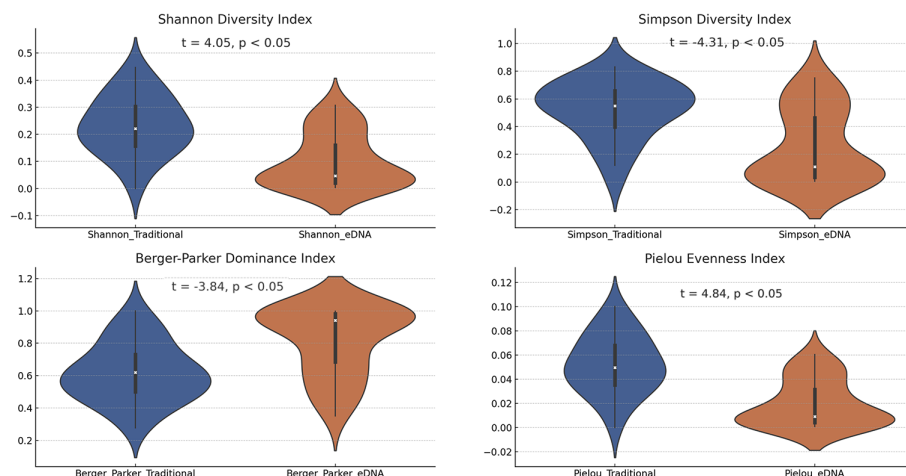 Shannon Diversity Index
t = 4.05, p < 0.05
0.5
0.4
0.3
0.2
0.1
0.0
−0.1
Shannon_Traditional
Shannon_eDNA
Simpson Diversity Index
t = -4.31, p < 0.05
1.0
0.8
0.6
0.4
0.2
0.0
−0.2
Simpson_Traditional
Simpson_eDNA
Berger-Parker Dominance Index
t = -3.84, p < 0.05
1.2
1.0
0.8
0.6
0.4
0.2
Berger_Parker_Traditional
Berger_Parker_eDNA
Pielou Evenness Index
t = 4.84, p < 0.05
0.12
0.10
0.08
0.06
0.04
0.02
0.00
−0.02
Pielou_Traditional
Pielou_eDNA